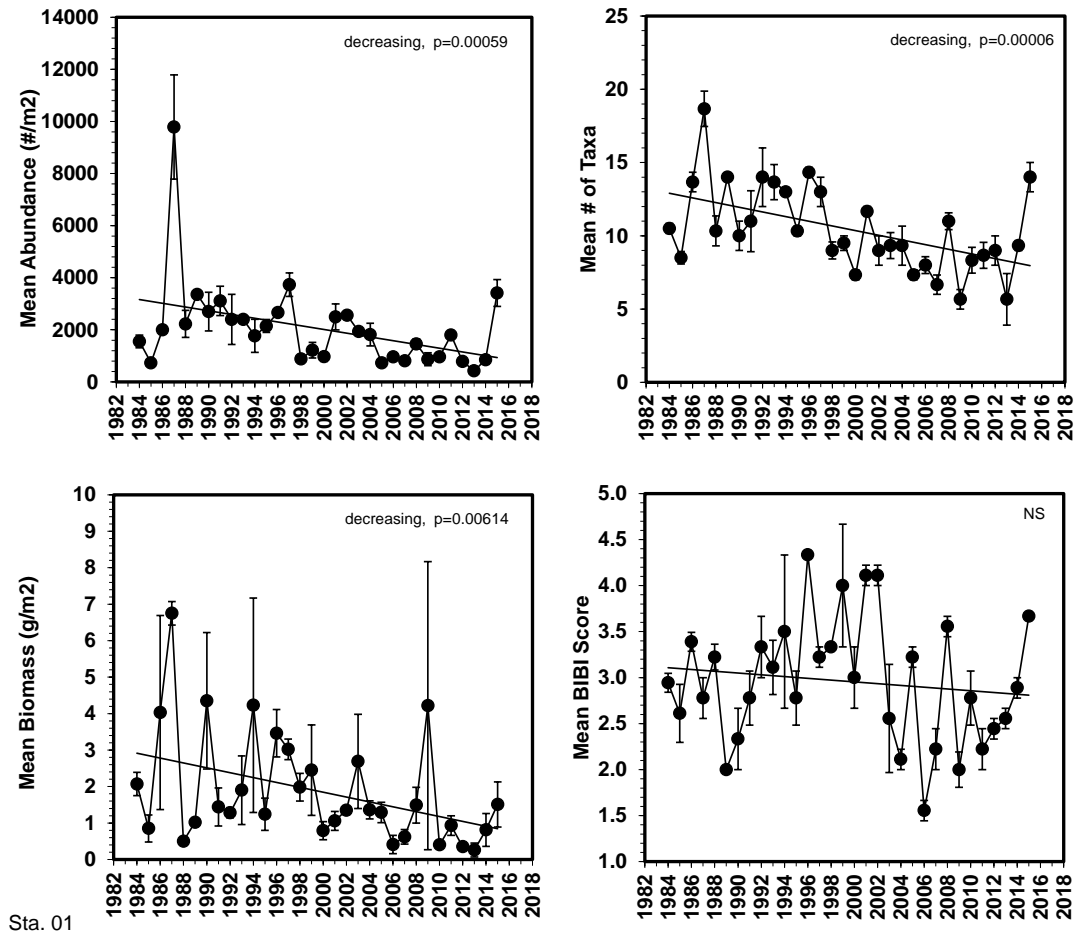 14000
12000
10000
8000
6000
4000
2000
0
Mean Abundance (#/m2)
decreasing, p=0.00059
1982 1984 1986 1988 1990 1992 1994 1996 1998 2000 2002 2004 2006 2008 2010 2012 2014 2016 2018
25
20
15
10
5
0
Mean # of Taxa
decreasing, p=0.00006
1982 1984 1986 1988 1990 1992 1994 1996 1998 2000 2002 2004 2006 2008 2010 2012 2014 2016 2018
10
9
8
7
6
5
4
3
2
1
0
Mean Biomass (g/m2)
decreasing, p=0.00614
1982 1984 1986 1988 1990 1992 1994 1996 1998 2000 2002 2004 2006 2008 2010 2012 2014 2016 2018
5.0
4.5
4.0
3.5
3.0
2.5
2.0
1.5
1.0
Mean BIBI Score
NS
1982 1984 1986 1988 1990 1992 1994 1996 1998 2000 2002 2004 2006 2008 2010 2012 2014 2016 2018
Sta. 01